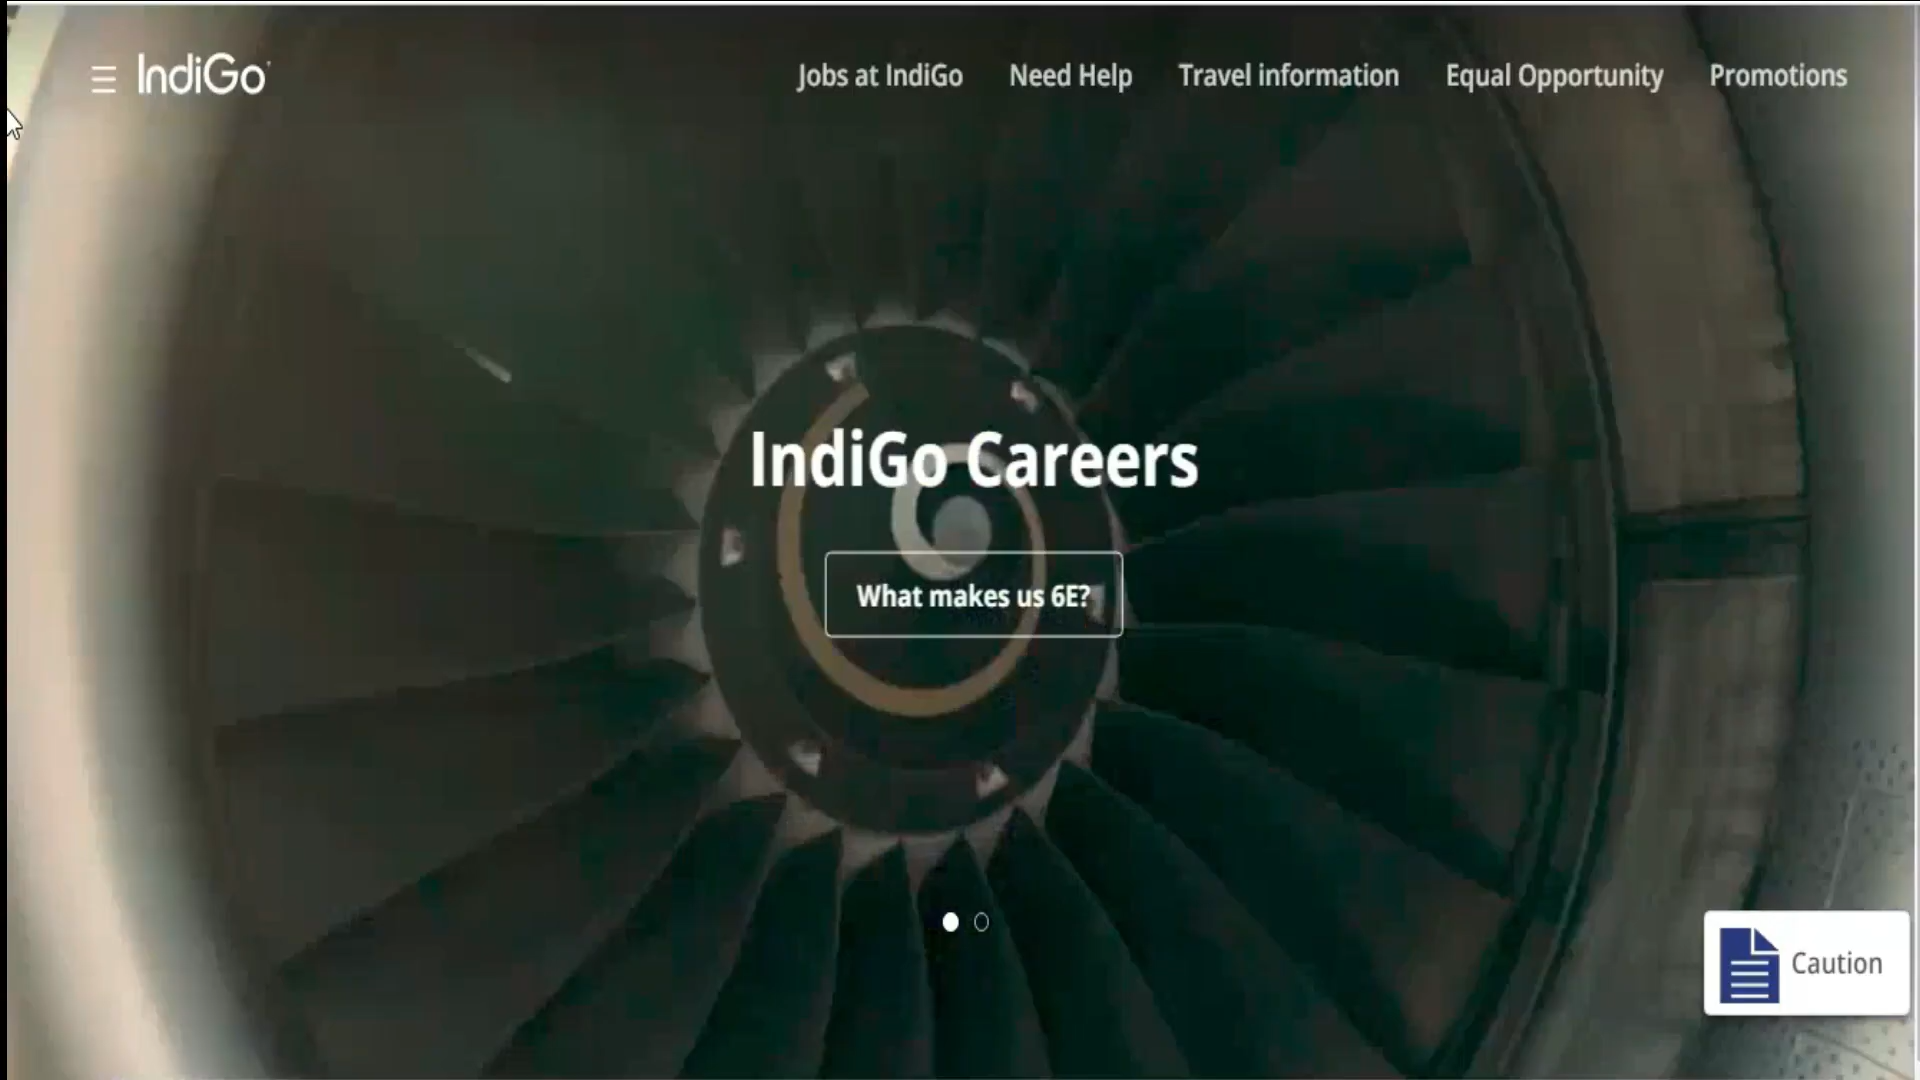 IndiGo
Jobs at IndiGo
Need Help
Travel information
Equal Opportunity
Promotions
IndiGo Careers
What makes us 6E?
Caution